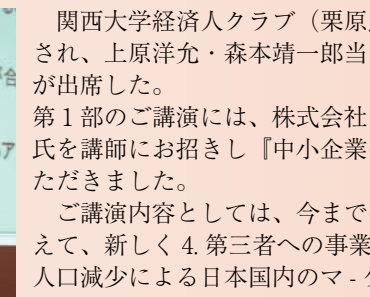 関西大学経済人クラブ（栗原
され、上原洋允・森本靖一郎当
が出席した。
第１部のご講演には、株式会社
氏を講師にお招きし『中小企業
ただきました。
ご講演内容としては、今まで
えて、新しく 4. 第三者への事業
人口減少による日本国内のマ - ケ